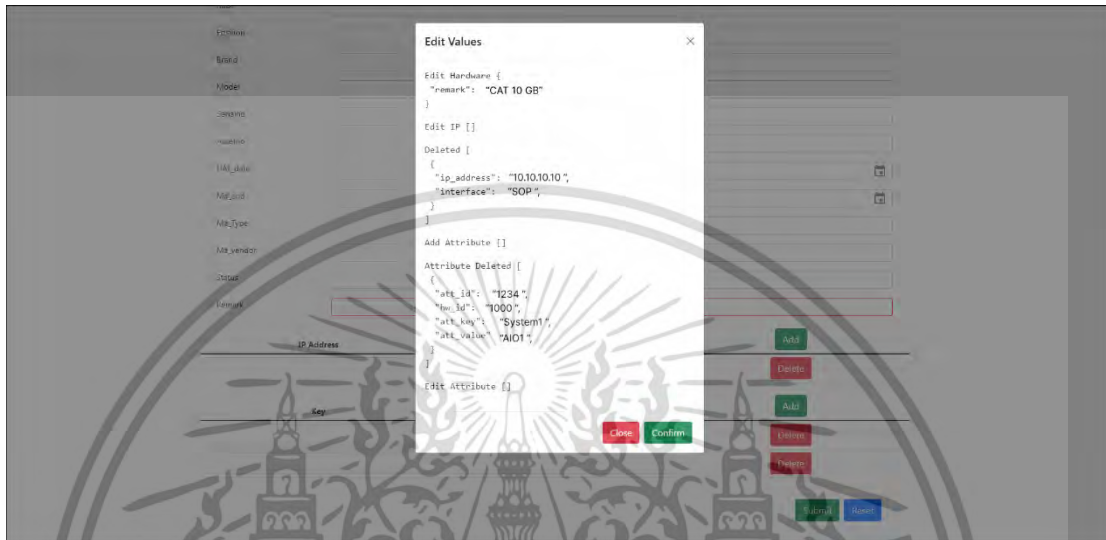 Edit Values ×
Brand
Edit Hardware {
Model
"remark": "CAT 10 GB"
}
Edit IP []
Deleted [
{
"ip_address": "10.10.10.10 ",
"interface": "SOP ",
}
]
MA_Type
Add Attribute []
Ma_vendor
Attribute Deleted [
{
Status
"att_id": "1234 ",
"hw_id": "1000 ",
Remark
"att_key": "System1 ",
"att_value" "AIO1 ",
IP Address Add
}
]
Delete
Edit Attribute []
Key Add
Close Confirm
Delete
Delete
Submit Reset